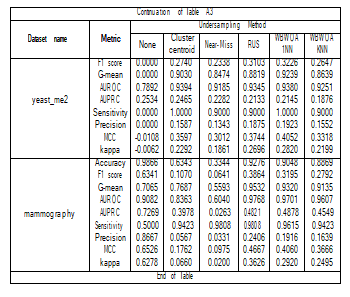 Continuation of Table A3
Dataset name Metric Undersampling Method
None Cluster centroid Near-Miss RUS WBWUA 1NN WBWUA KNN
yeast_me2
F1 score 0.0000 0.2740 0.2338 0.3103 0.3226 0.2647
G-mean 0.0000 0.9030 0.8474 0.8819 0.9239 0.8639
AUROC 0.7892 0.9394 0.9185 0.9345 0.9380 0.9251
AUPRC 0.2534 0.2465 0.2282 0.2133 0.2145 0.1876
Sensitivity 0.0000 1.0000 0.9000 0.9000 1.0000 0.9000
Precision 0.0000 0.1587 0.1343 0.1875 0.1923 0.1552
MCC -0.0108 0.3597 0.3012 0.3744 0.4052 0.3318
kappa -0.0062 0.2292 0.1861 0.2696 0.2820 0.2199
mammography
Accuracy 0.9866 0.6343 0.3344 0.9276 0.9048 0.8869
F1 score 0.6341 0.1070 0.0641 0.3864 0.3195 0.2792
G-mean 0.7065 0.7687 0.5593 0.9532 0.9320 0.9135
AUROC 0.9082 0.8363 0.6040 0.9768 0.9701 0.9607
AUPRC 0.7269 0.3978 0.0263 0.4821 0.4878 0.4549
Sensitivity 0.5000 0.9423 0.9808 0.9808 0.9615 0.9423
Precision 0.8667 0.0567 0.0331 0.2406 0.1916 0.1639
MCC 0.6526 0.1762 0.0975 0.4667 0.4060 0.3666
kappa 0.6278 0.0660 0.0200 0.3626 0.2920 0.2495
End of Table